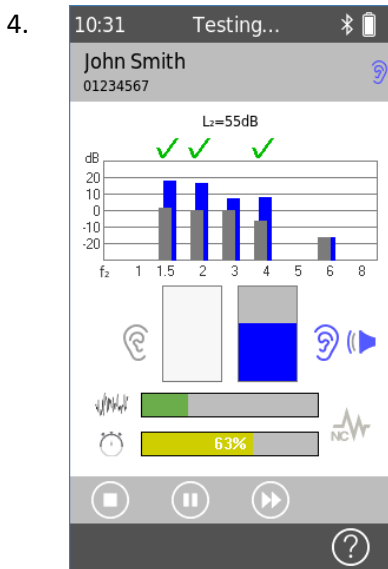 4.
10:31 Testing...
John Smith
01234567
L₂=55dB
dB
20
10
0
-10
-20
f₂ 1 1.5 2 3 4 5 6 8
NC
63%
?